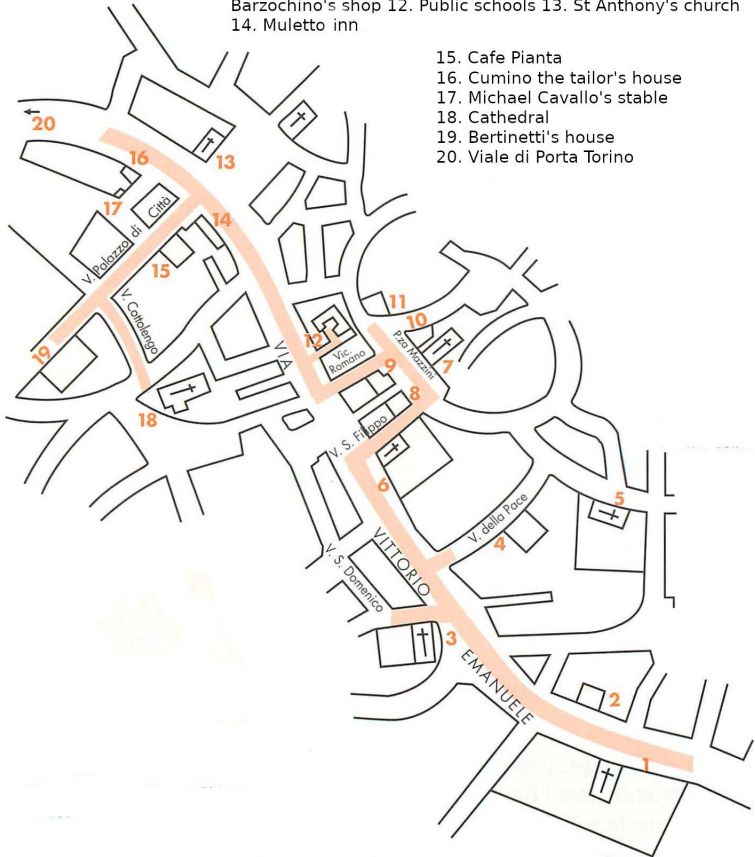 Barzochino's shop 12. Public schools 13. St Anthony's church
14. Muletto inn
15. Cafe Pianta
16. Cumino the tailor's house
17. Michael Cavallo's stable
18. Cathedral
19. Bertinetti's house
20. Viale di Porta Torino
20
16
13
17
V. Palazzo di Città
14
15
V. Cottolengo
19
18
11
10
12
VIA
Vic.
Romano
9
P.za Mazzini
7
8
V. S. Filippo
6
5
V. della Pace
4
VITTORIO
V. S. Domenico
3
EMANUELE
2
1